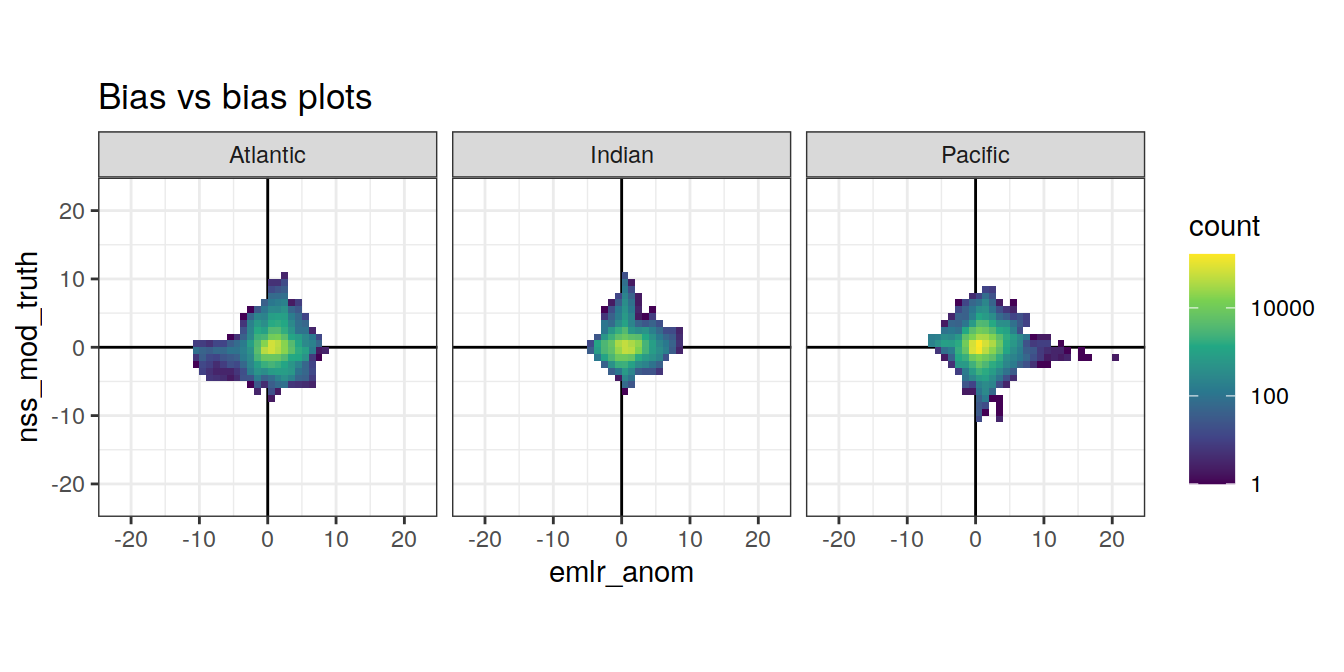 Bias vs bias plots
Atlantic Indian Pacific
nss_mod_truth
20
10
0
-10
-20
-20 -10 0 10 20 -20 -10 0 10 20 -20 -10 0 10 20
emlr_anom
count
10000
100
1